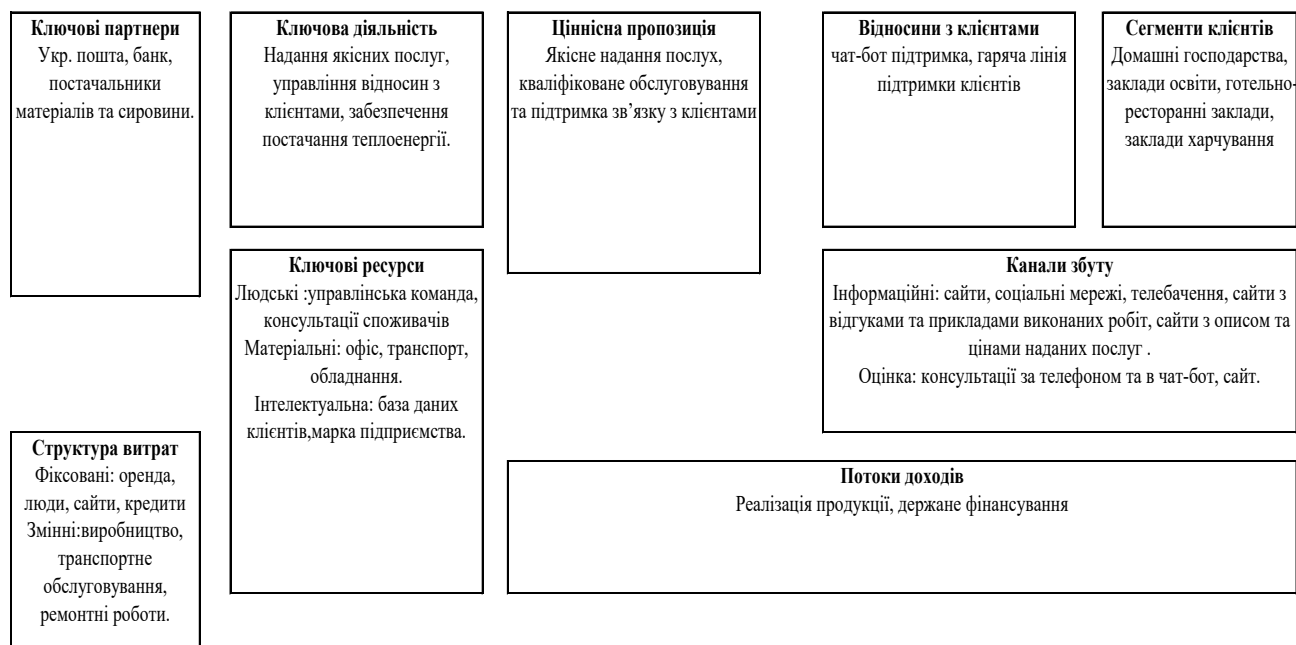 Ключові партнери
Укр. пошта, банк,
постачальники
матеріалів та сировини.
Ключова діяльність
Надання якісних послуг,
управління відносин з
клієнтами, забезпечення
постачання теплоенергії.
Ціннісна пропозиція
Якісне надання послух,
кваліфіковане обслуговування
та підтримка зв’язку з клієнтами
Відносини з клієнтами
чат-бот підтримка, гаряча лінія
підтримки клієнтів
Сегменти клієнтів
Домашні господарства,
заклади освіти, готельно-
ресторанні заклади,
заклади харчування
Ключові ресурси
Людські :управлінська команда,
консультації споживачів
Матеріальні: офіс, транспорт,
обладнання.
Інтелектуальна: база даних
клієнтів,марка підприємства.
Канали збуту
Інформаційні: сайти, соціальні мережі, телебачення, сайти з
відгуками та прикладами виконаних робіт, сайти з описом та
цінами наданих послуг .
Оцінка: консультації за телефоном та в чат-бот, сайт.
Структура витрат
Фіксовані: оренда,
люди, сайти, кредити
Змінні:виробництво,
транспортне
обслуговування,
ремонтні роботи.
Потоки доходів
Реалізація продукції, держане фінансування